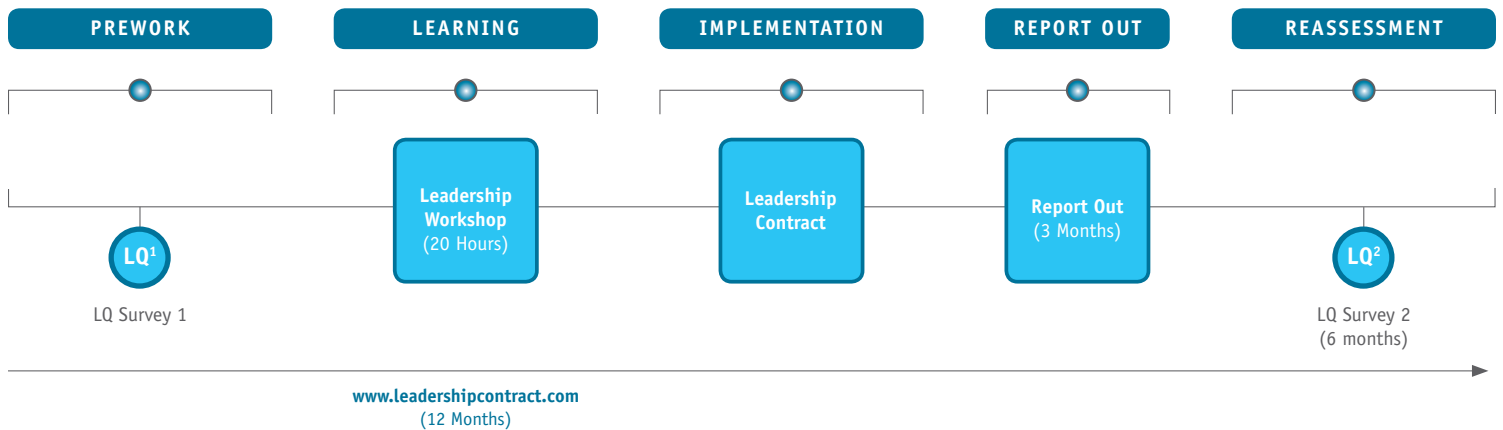 PREWORK
LEARNING
IMPLEMENTATION
REPORT OUT
REASSESSMENT
Leadership
Workshop
(20 Hours)
Leadership
Contract
Report Out
(3 Months)
LQ¹
LQ Survey 1
LQ²
LQ Survey 2
(6 months)
www.leadershipcontract.com
(12 Months)